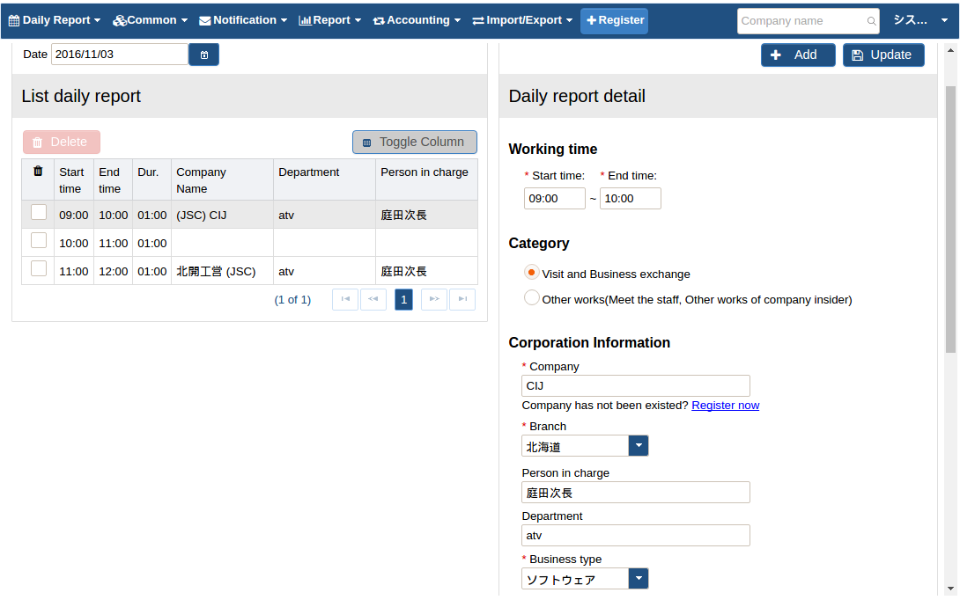 Daily Report Common Notification Report Accounting Import/Export Register Company name シス...
Date 2016/11/03
Add Update
List daily report
Daily report detail
Delete Toggle Column
Start time End time Dur. Company Name Department Person in charge
09:00 10:00 01:00 (JSC) CIJ atv 庭田次長
10:00 11:00 01:00
11:00 12:00 01:00 北開工営 (JSC) atv 庭田次長
(1 of 1) 1
Working time
* Start time: * End time:
09:00 ~ 10:00
Category
Visit and Business exchange
Other works(Meet the staff, Other works of company insider)
Corporation Information
* Company
CIJ
Company has not been existed? Register now
* Branch
北海道
Person in charge
庭田次長
Department
atv
* Business type
ソフトウェア